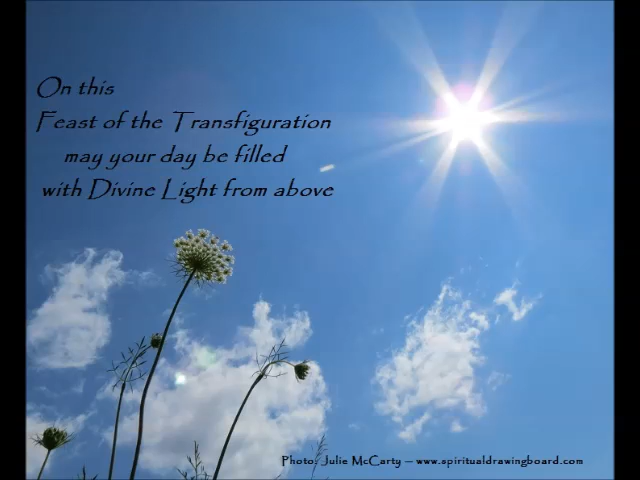 On this
Feast of the Transfiguration
may your day be filled
with Divine Light from above
Photo: Julie McCarty – www.spiritualdrawingboard.com